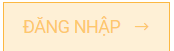 ĐĂNG NHẬP →